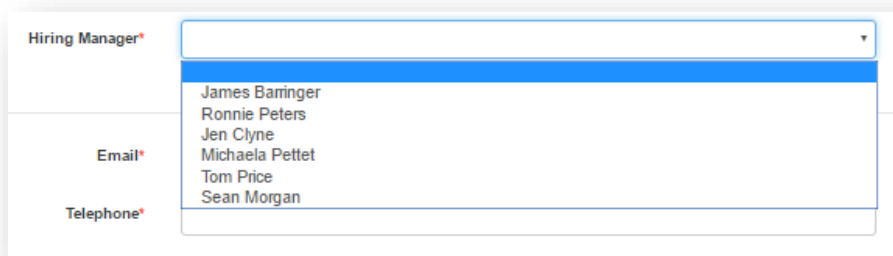 Hiring Manager*
James Barringer
Ronnie Peters
Jen Clyne
Email*
Michaela Pettet
Tom Price
Sean Morgan
Telephone*